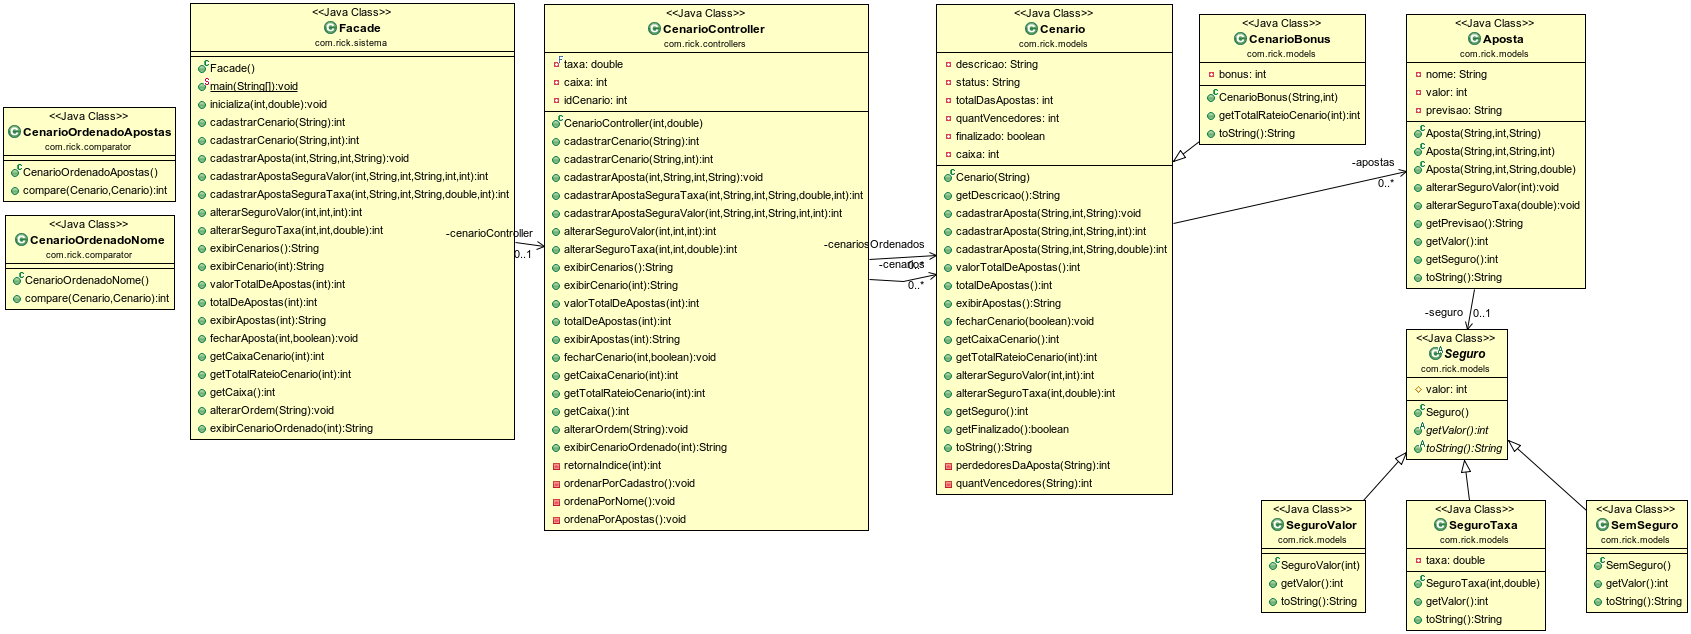 <<Java Class>>
CenarioOrdenadoApostas
com.rick.comparator
CenarioOrdenadoApostas()
compare(Cenario,Cenario):int
<<Java Class>>
CenarioOrdenadoNome
com.rick.comparator
CenarioOrdenadoNome()
compare(Cenario,Cenario):int
<<Java Class>>
Facade
com.rick.sistema
Facade()
main(String[]):void
inicializa(int,double):void
cadastrarCenario(String):int
cadastrarCenario(String,int):int
cadastrarAposta(int,String,int,String):void
cadastrarApostaSeguraValor(int,String,int,String,int,int):int
cadastrarApostaSeguraTaxa(int,String,int,String,double,int):int
alterarSeguroValor(int,int,int):int
alterarSeguroTaxa(int,int,double):int
exibirCenarios():String
exibirCenario(int):String
valorTotalDeApostas(int):int
totalDeApostas(int):int
exibirApostas(int):String
fecharAposta(int,boolean):void
getCaixaCenario(int):int
getTotalRateioCenario(int):int
getCaixa():int
alterarOrdem(String):void
exibirCenarioOrdenado(int):String
-cenarioController
0..1
<<Java Class>>
CenarioController
com.rick.controllers
taxa: double
caixa: int
idCenario: int
CenarioController(int,double)
cadastrarCenario(String):int
cadastrarCenario(String,int):int
cadastrarAposta(int,String,int,String):void
cadastrarApostaSeguraTaxa(int,String,int,String,double,int):int
cadastrarApostaSeguraValor(int,String,int,String,int,int):int
alterarSeguroValor(int,int,int):int
alterarSeguroTaxa(int,int,double):int
exibirCenarios():String
exibirCenario(int):String
valorTotalDeApostas(int):int
totalDeApostas(int):int
exibirApostas(int):String
fecharCenario(int,boolean):void
getCaixaCenario(int):int
getTotalRateioCenario(int):int
getCaixa():int
alterarOrdem(String):void
exibirCenarioOrdenado(int):String
retornaIndice(int):int
ordenarPorCadastro():void
ordenaPorNome():void
ordenaPorApostas():void
-cenariosOrdenados
0..*
-cenarios
0..*
<<Java Class>>
Cenario
com.rick.models
descricao: String
status: String
totalDasApostas: int
quantVencedores: int
finalizado: boolean
caixa: int
Cenario(String)
getDescricao():String
cadastrarAposta(String,int,String):void
cadastrarAposta(String,int,String,int):int
cadastrarAposta(String,int,String,double):int
valorTotalDeApostas():int
totalDeApostas():int
exibirApostas():String
fecharCenario(boolean):void
getCaixaCenario():int
getTotalRateioCenario(int):int
alterarSeguroValor(int,int):int
alterarSeguroTaxa(int,double):int
getSeguro():int
getFinalizado():boolean
toString():String
perdedoresDaAposta(String):int
quantVencedores(String):int
<<Java Class>>
CenarioBonus
com.rick.models
bonus: int
CenarioBonus(String,int)
getTotalRateioCenario(int):int
toString():String
-apostas
0..*
<<Java Class>>
Aposta
com.rick.models
nome: String
valor: int
previsao: String
Aposta(String,int,String)
Aposta(String,int,String,int)
Aposta(String,int,String,double)
alterarSeguroValor(int):void
alterarSeguroTaxa(double):void
getPrevisao():String
getValor():int
getSeguro():int
toString():String
-seguro
0..1
<<Java Class>>
Seguro
com.rick.models
valor: int
Seguro()
getValor():int
toString():String
<<Java Class>>
SeguroValor
com.rick.models
SeguroValor(int)
getValor():int
toString():String
<<Java Class>>
SeguroTaxa
com.rick.models
taxa: double
SeguroTaxa(int,double)
getValor():int
toString():String
<<Java Class>>
SemSeguro
com.rick.models
SemSeguro()
getValor():int
toString():String